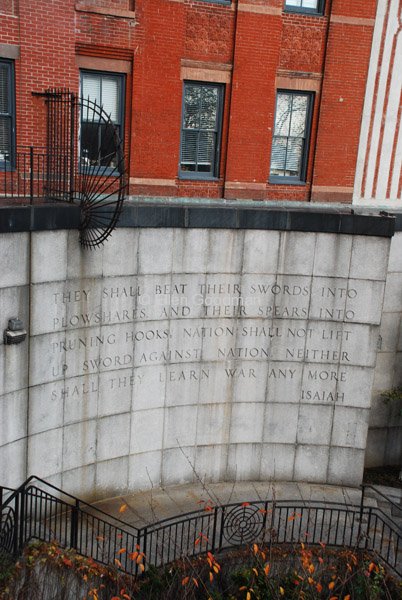 THEY SHALL BEAT THEIR SWORDS INTO
PLOWSHARES AND THEIR SPEARS INTO
PRUNING HOOKS. NATION SHALL NOT LIFT
UP SWORD AGAINST NATION. NEITHER
SHALL THEY LEARN WAR ANY MORE
ISAIAH